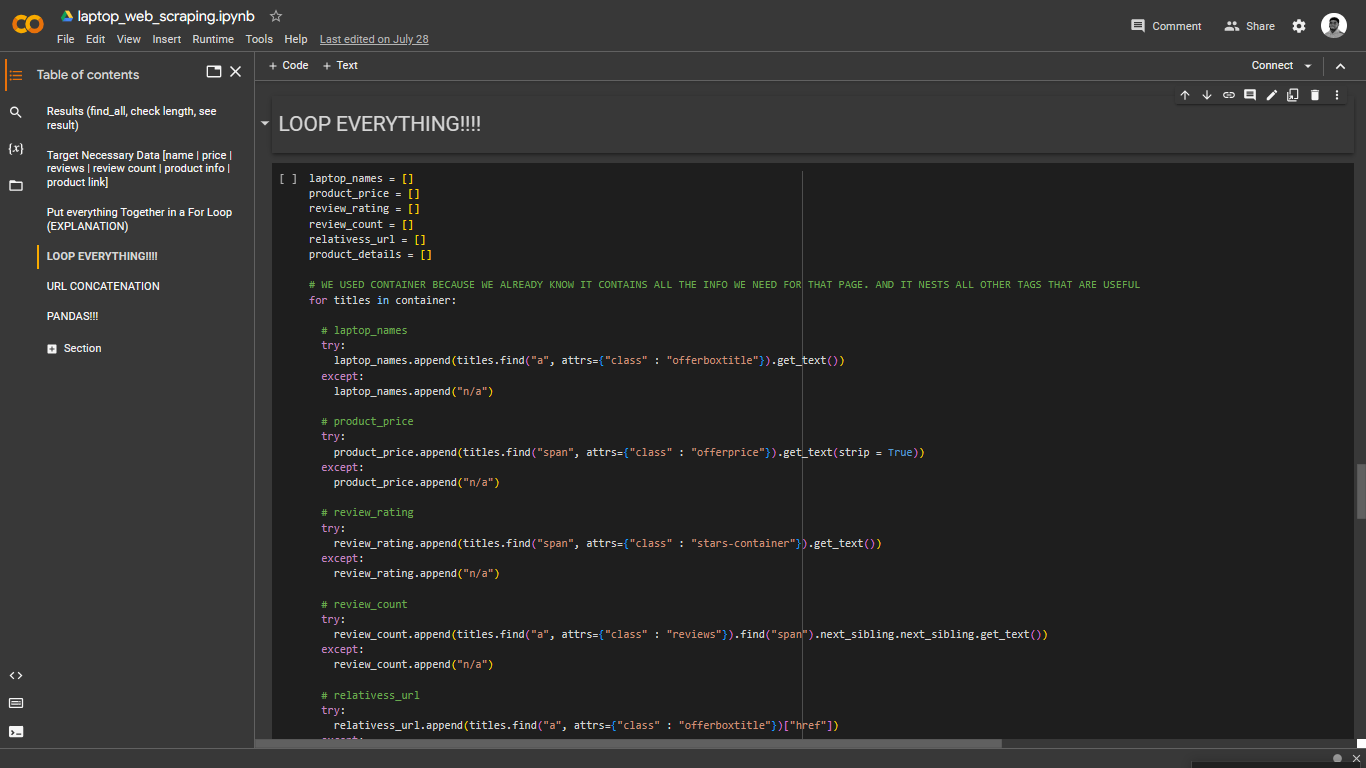 laptop_web_scraping.ipynb
File Edit View Insert Runtime Tools Help Last edited on July 28
Comment Share
Table of contents
Results (find_all, check length, see
result)
Target Necessary Data [name | price |
reviews | review count | product info |
product link]
Put everything Together in a For Loop
(EXPLANATION)
LOOP EVERYTHING!!!!
URL CONCATENATION
PANDAS!!!
Section
+ Code + Text
Connect
LOOP EVERYTHING!!!!
[ ] laptop_names = []
product_price = []
review_rating = []
review_count = []
relativess_url = []
product_details = []
# WE USED CONTAINER BECAUSE WE ALREADY KNOW IT CONTAINS ALL THE INFO WE NEED FOR THAT PAGE. AND IT NESTS ALL OTHER TAGS THAT ARE USEFUL
for titles in container:
# laptop_names
try:
laptop_names.append(titles.find("a", attrs={"class" : "offerboxtitle"}).get_text())
except:
laptop_names.append("n/a")
# product_price
try:
product_price.append(titles.find("span", attrs={"class" : "offerprice"}).get_text(strip = True))
except:
product_price.append("n/a")
# review_rating
try:
review_rating.append(titles.find("span", attrs={"class" : "stars-container"}).get_text())
except:
review_rating.append("n/a")
# review_count
try:
review_count.append(titles.find("a", attrs={"class" : "reviews"}).find("span").next_sibling.next_sibling.get_text())
except:
review_count.append("n/a")
# relativess_url
try:
relativess_url.append(titles.find("a", attrs={"class" : "offerboxtitle"})["href"])
except: